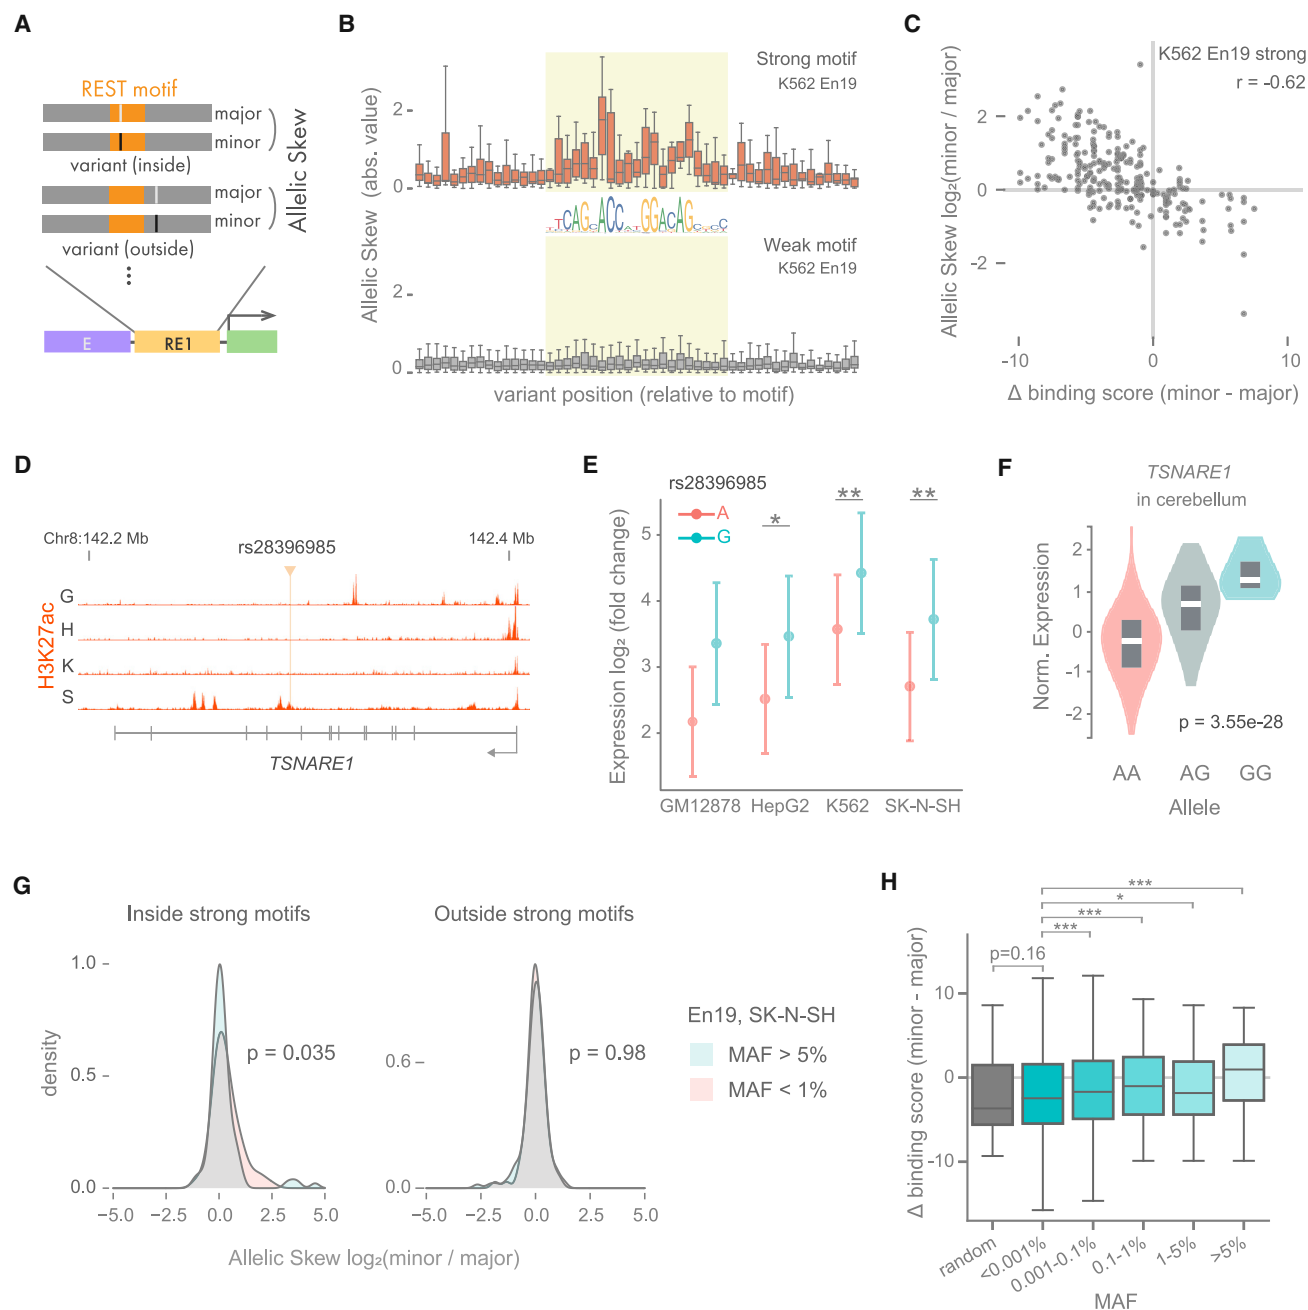 A
REST motif
major
minor
variant (inside)
major
minor
variant (outside)
Allelic Skew
E
RE1
B
Strong motif
K562 En19
2
0
TCAGCACC GGACAG
Weak motif
K562 En19
2
0
Allelic Skew (abs. value)
variant position (relative to motif)
C
K562 En19 strong
r = -0.62
2
0
-2
-10
0
10
Allelic Skew log₂(minor / major)
Δ binding score (minor - major)
D
Chr8:142.2 Mb
142.4 Mb
rs28396985
H3K27ac
G
H
K
S
TSNARE1
E
rs28396985
A
G
*
**
**
5
4
3
2
Expression log₂ (fold change)
GM12878
HepG2
K562
SK-N-SH
F
TSNARE1
in cerebellum
2
1
0
-1
-2
Norm. Expression
p = 3.55e-28
AA
AG
GG
Allele
G
Inside strong motifs
Outside strong motifs
1.0
0.5
0.0
density
p = 0.035
−5.0
−2.5
0.0
2.5
5.0
0.6
0.0
p = 0.98
−5.0
−2.5
0.0
2.5
5.0
Allelic Skew log₂(minor / major)
En19, SK-N-SH
MAF > 5%
MAF < 1%
H
***
*
***
***
p=0.16
10
0
-10
Δ binding score (minor - major)
random
<0.001%
0.001-0.1%
0.1-1%
1-5%
>5%
MAF